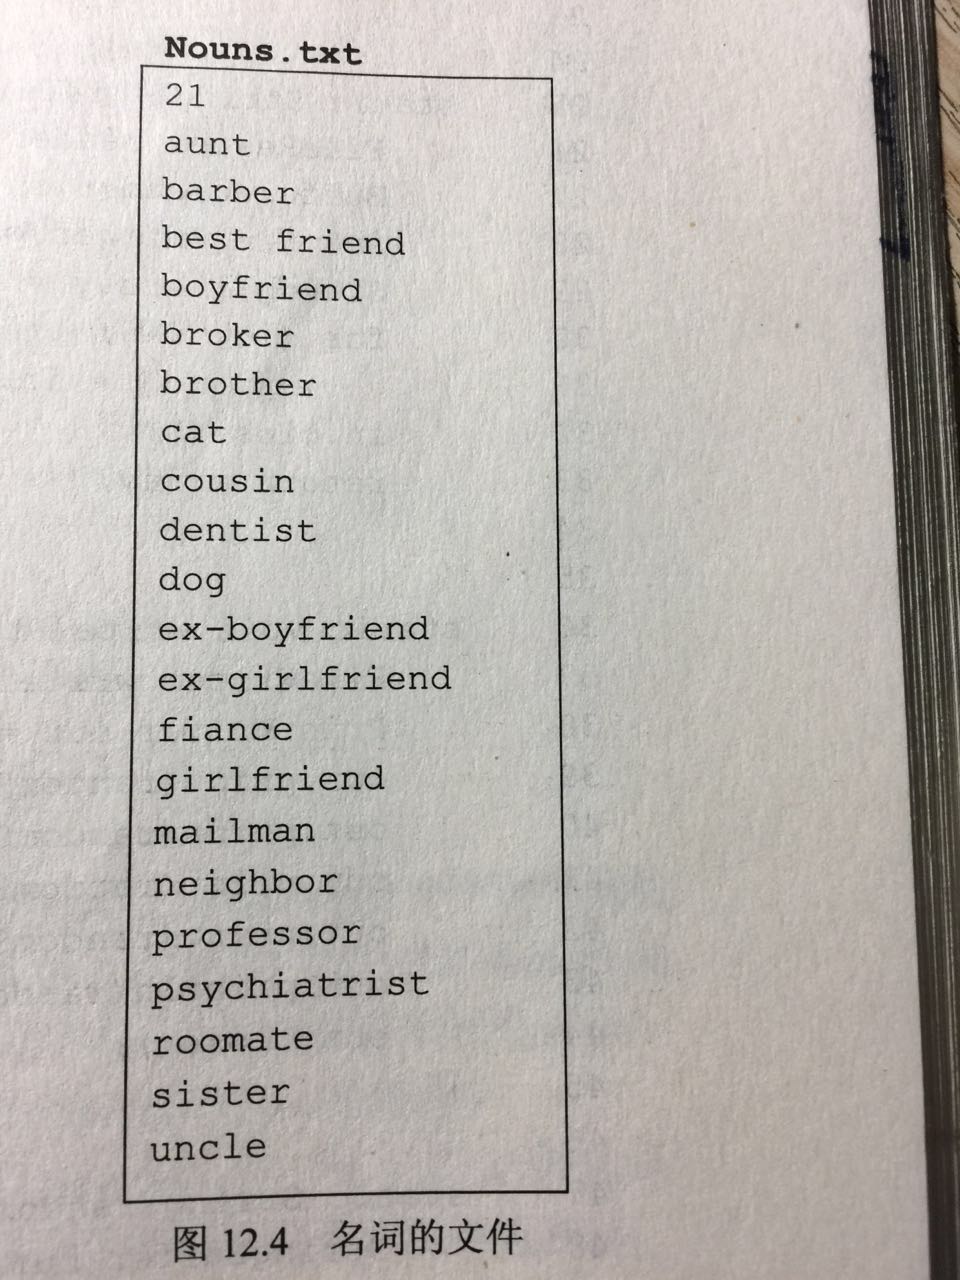 Nouns.txt
21
aunt
barber
best friend
boyfriend
broker
brother
cat
cousin
dentist
dog
ex-boyfriend
ex-girlfriend
fiance
girlfriend
mailman
neighbor
professor
psychiatrist
roomate
sister
uncle
图 12.4 名词的文件